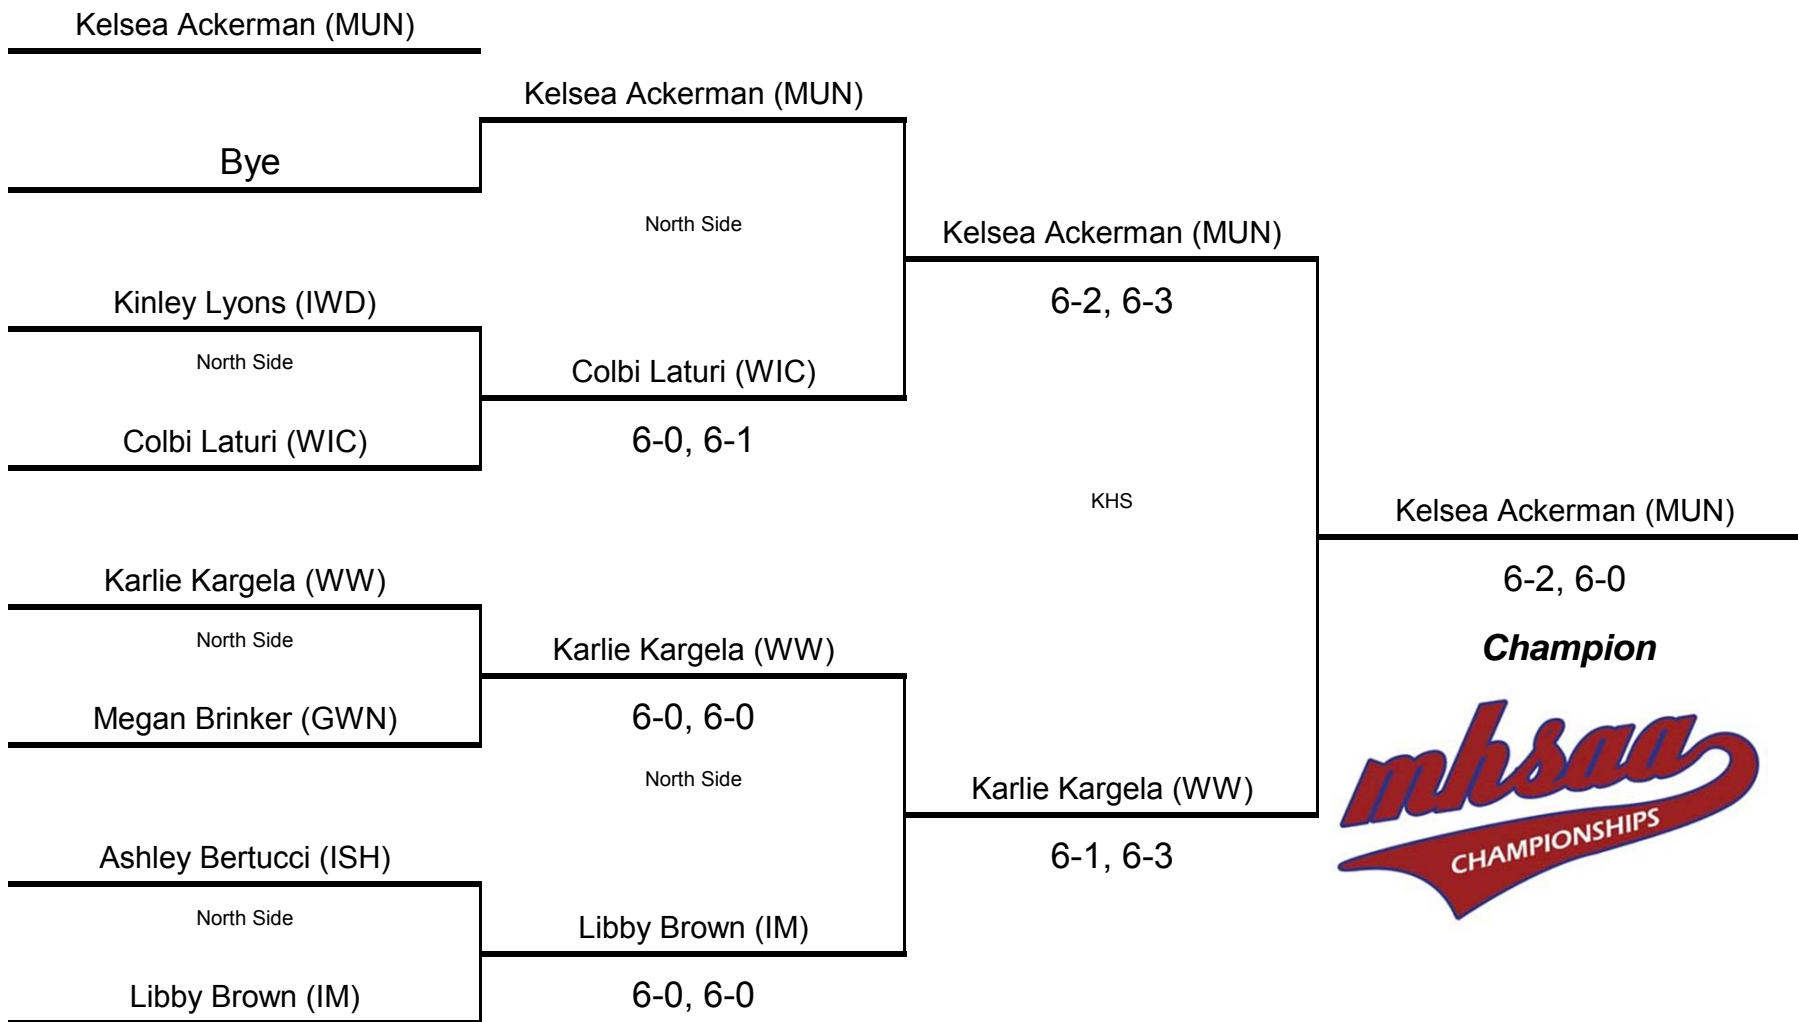 Kelsea Ackerman (MUN)
Kelsea Ackerman (MUN)
Bye
North Side
Kelsea Ackerman (MUN)
Kinley Lyons (IWD)
6-2, 6-3
North Side
Colbi Laturi (WIC)
Colbi Laturi (WIC)
6-0, 6-1
KHS
Kelsea Ackerman (MUN)
Karlie Kargela (WW)
6-2, 6-0
North Side
Karlie Kargela (WW)
Champion
Megan Brinker (GWN)
6-0, 6-0
North Side
Karlie Kargela (WW)
mhsaa
CHAMPIONSHIPS
Ashley Bertucci (ISH)
6-1, 6-3
North Side
Libby Brown (IM)
Libby Brown (IM)
6-0, 6-0